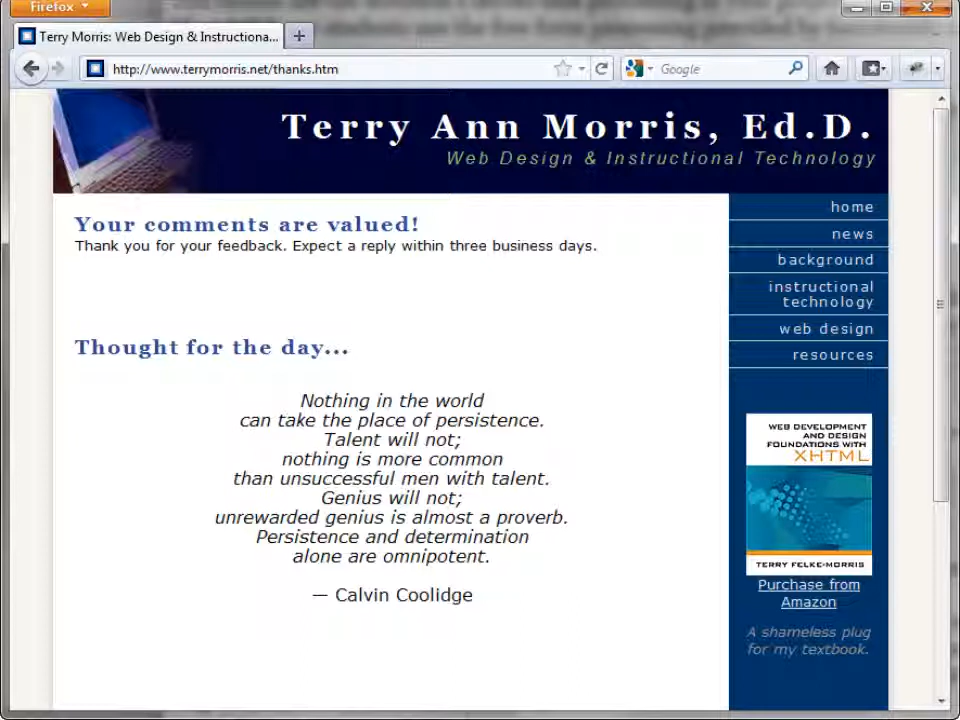 Firefox
Terry Morris: Web Design & Instructiona...
http://www.terrymorris.net/thanks.htm
Google
Terry Ann Morris, Ed.D.
Web Design & Instructional Technology
Your comments are valued!
Thank you for your feedback. Expect a reply within three business days.
Thought for the day...
Nothing in the world
can take the place of persistence.
Talent will not;
nothing is more common
than unsuccessful men with talent.
Genius will not;
unrewarded genius is almost a proverb.
Persistence and determination
alone are omnipotent.
— Calvin Coolidge
home
news
background
instructional
technology
web design
resources
WEB DEVELOPMENT
AND DESIGN
FOUNDATIONS WITH
XHTML
TERRY FELKE-MORRIS
Purchase from
Amazon
A shameless plug
for my textbook.